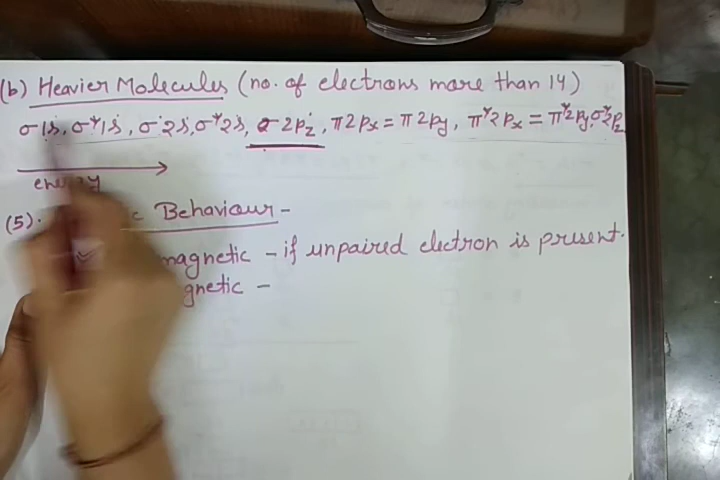 (b) Heavier Molecules (no. of electrons more than 14)
σ1s, σ*1s, σ2s, σ*2s, σ2pz, π2px = π2py, π*2px = π*2py, σ*2pz
energy
(5). Behaviour -
magnetic - if unpaired electron is present.
gnetic -